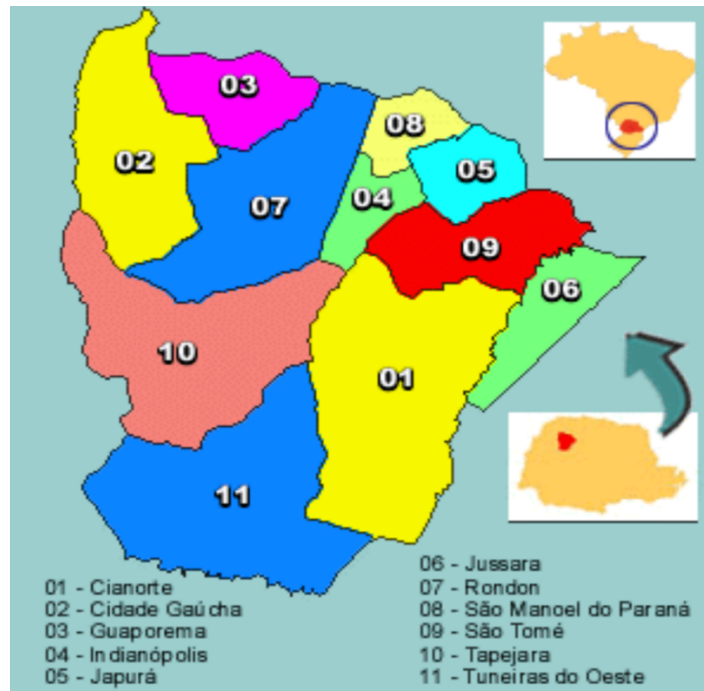 03
08
02
05
04
07
09
06
10
01
11
01 - Cianorte
02 - Cidade Gaúcha
03 - Guaporema
04 - Indianópolis
05 - Japurá
06 - Jussara
07 - Rondon
08 - São Manoel do Paraná
09 - São Tomé
10 - Tapejara
11 - Tuneiras do Oeste